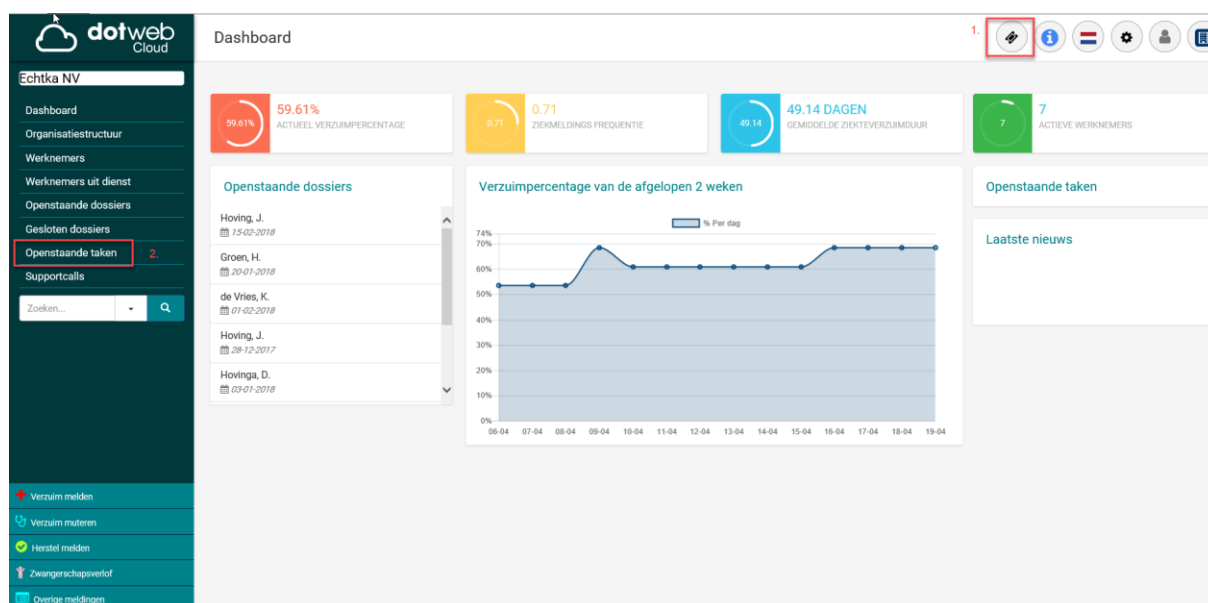 dotweb
Cloud
Dashboard
1.
Echtka NV
Dashboard
Organisatiestructuur
Werknemers
Werknemers uit dienst
Openstaande dossiers
Gesloten dossiers
Openstaande taken
2.
Supportcalls
Zoeken...
59.61%
59.61%
ACTUEEL VERZUIMPERCENTAGE
0.71
0.71
ZIEKMELDINGS FREQUENTIE
49.14
49.14 DAGEN
GEMIDDELDE ZIEKTEVERZUIMDUUR
7
7
ACTIEVE WERKNEMERS
Openstaande dossiers
Hoving, J.
15-02-2018
Groen, H.
20-01-2018
de Vries, K.
01-02-2018
Hoving, J.
28-12-2017
Hovinga, D.
03-01-2018
Verzuimpercentage van de afgelopen 2 weken
% Per dag
74%
70%
60%
50%
40%
30%
20%
10%
0%
06-04 07-04 08-04 09-04 10-04 11-04 12-04 13-04 14-04 15-04 16-04 17-04 18-04 19-04
Openstaande taken
Laatste nieuws
Verzuim melden
Verzuim muteren
Herstel melden
Zwangerschapsverlof
Overige meldingen